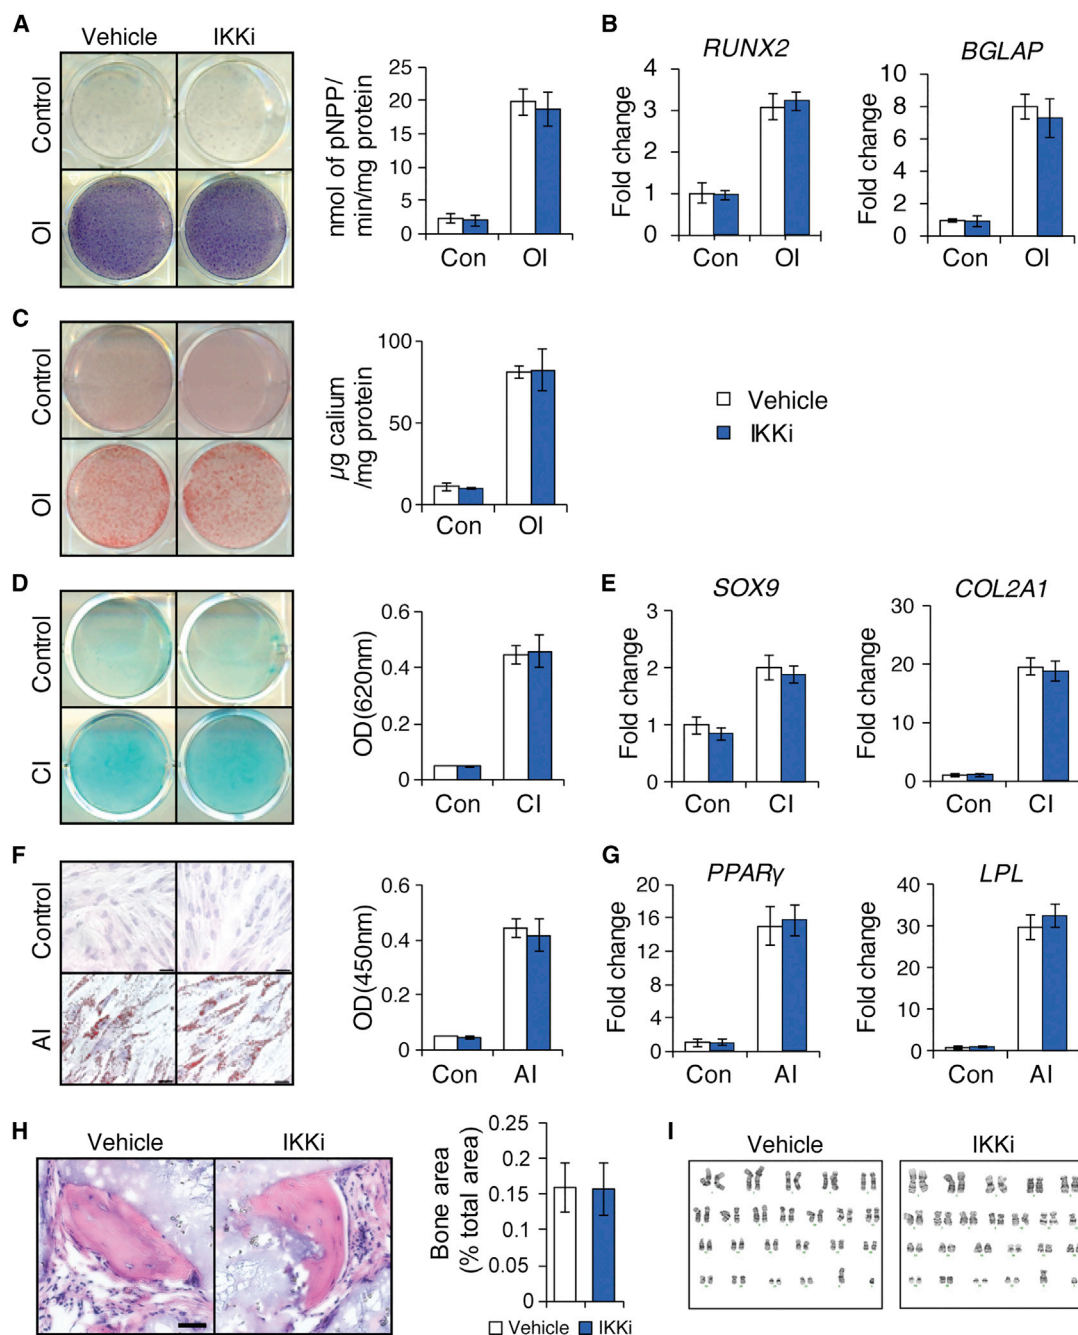 A
Vehicle IKKi
Control
OI
nmol of pNPP/
min/mg protein
25
20
15
10
5
0
Con OI
B
RUNX2
Fold change
4
3
2
1
0
Con OI
BGLAP
Fold change
10
8
6
4
2
0
Con OI
C
Control
OI
µg calium
/mg protein
100
50
0
Con OI
Vehicle
IKKi
D
Control
CI
OD(620nm)
0.6
0.4
0.2
0
Con CI
E
SOX9
Fold change
3
2
1
0
Con CI
COL2A1
Fold change
30
20
10
0
Con CI
F
Control
AI
OD(450nm)
0.6
0.4
0.2
0
Con AI
G
PPARγ
Fold change
20
16
12
8
4
0
Con AI
LPL
Fold change
40
30
20
10
0
Con AI
H
Vehicle IKKi
Bone area
(% total area)
0.25
0.2
0.15
0.1
0.05
0
Vehicle IKKi
I
Vehicle IKKi